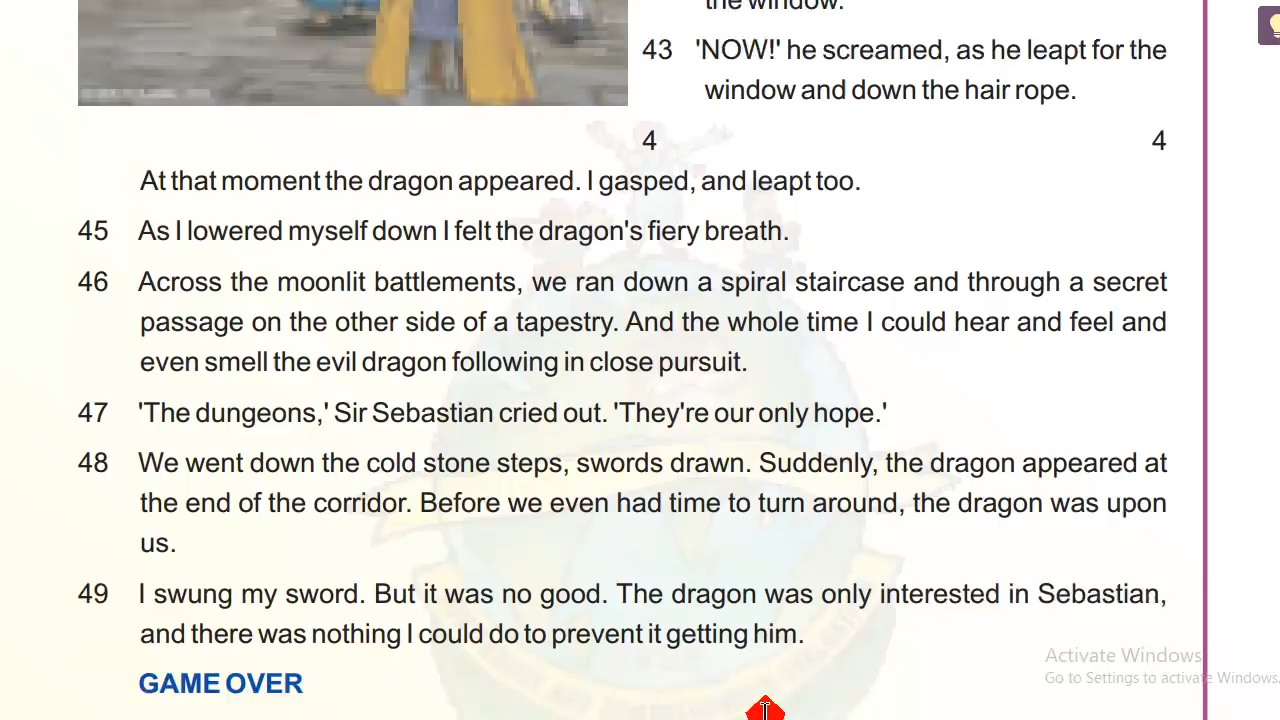 the window.
43 'NOW!' he screamed, as he leapt for the
window and down the hair rope.
4 4
At that moment the dragon appeared. I gasped, and leapt too.
45 As I lowered myself down I felt the dragon's fiery breath.
46 Across the moonlit battlements, we ran down a spiral staircase and through a secret
passage on the other side of a tapestry. And the whole time I could hear and feel and
even smell the evil dragon following in close pursuit.
47 'The dungeons,' Sir Sebastian cried out. 'They're our only hope.'
48 We went down the cold stone steps, swords drawn. Suddenly, the dragon appeared at
the end of the corridor. Before we even had time to turn around, the dragon was upon
us.
49 I swung my sword. But it was no good. The dragon was only interested in Sebastian,
and there was nothing I could do to prevent it getting him.
GAME OVER
Activate Windows
Go to Settings to activate Windows.